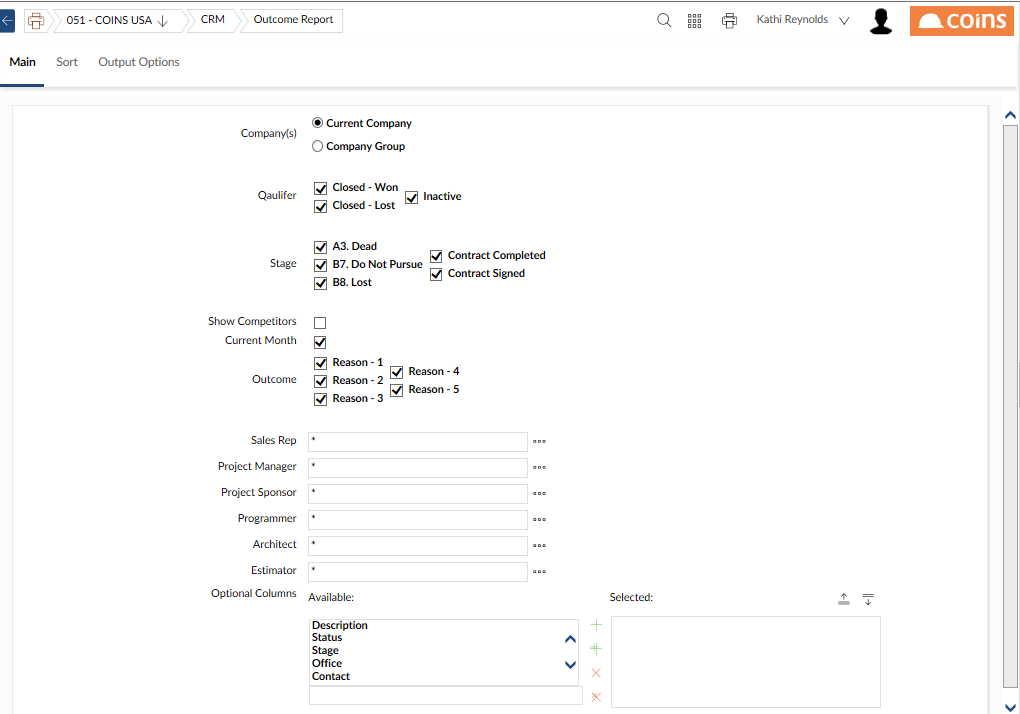 051 - COINS USA
CRM
Outcome Report
Kathi Reynolds
coins
Main
Sort
Output Options
Company(s)
Current Company
Company Group
Qaulifer
Closed - Won
Closed - Lost
Inactive
Stage
A3. Dead
B7. Do Not Pursue
B8. Lost
Contract Completed
Contract Signed
Show Competitors
Current Month
Outcome
Reason - 1
Reason - 2
Reason - 3
Reason - 4
Reason - 5
Sales Rep *
Project Manager *
Project Sponsor *
Programmer *
Architect *
Estimator *
Optional Columns
Available:
Selected:
Description
Status
Stage
Office
Contact